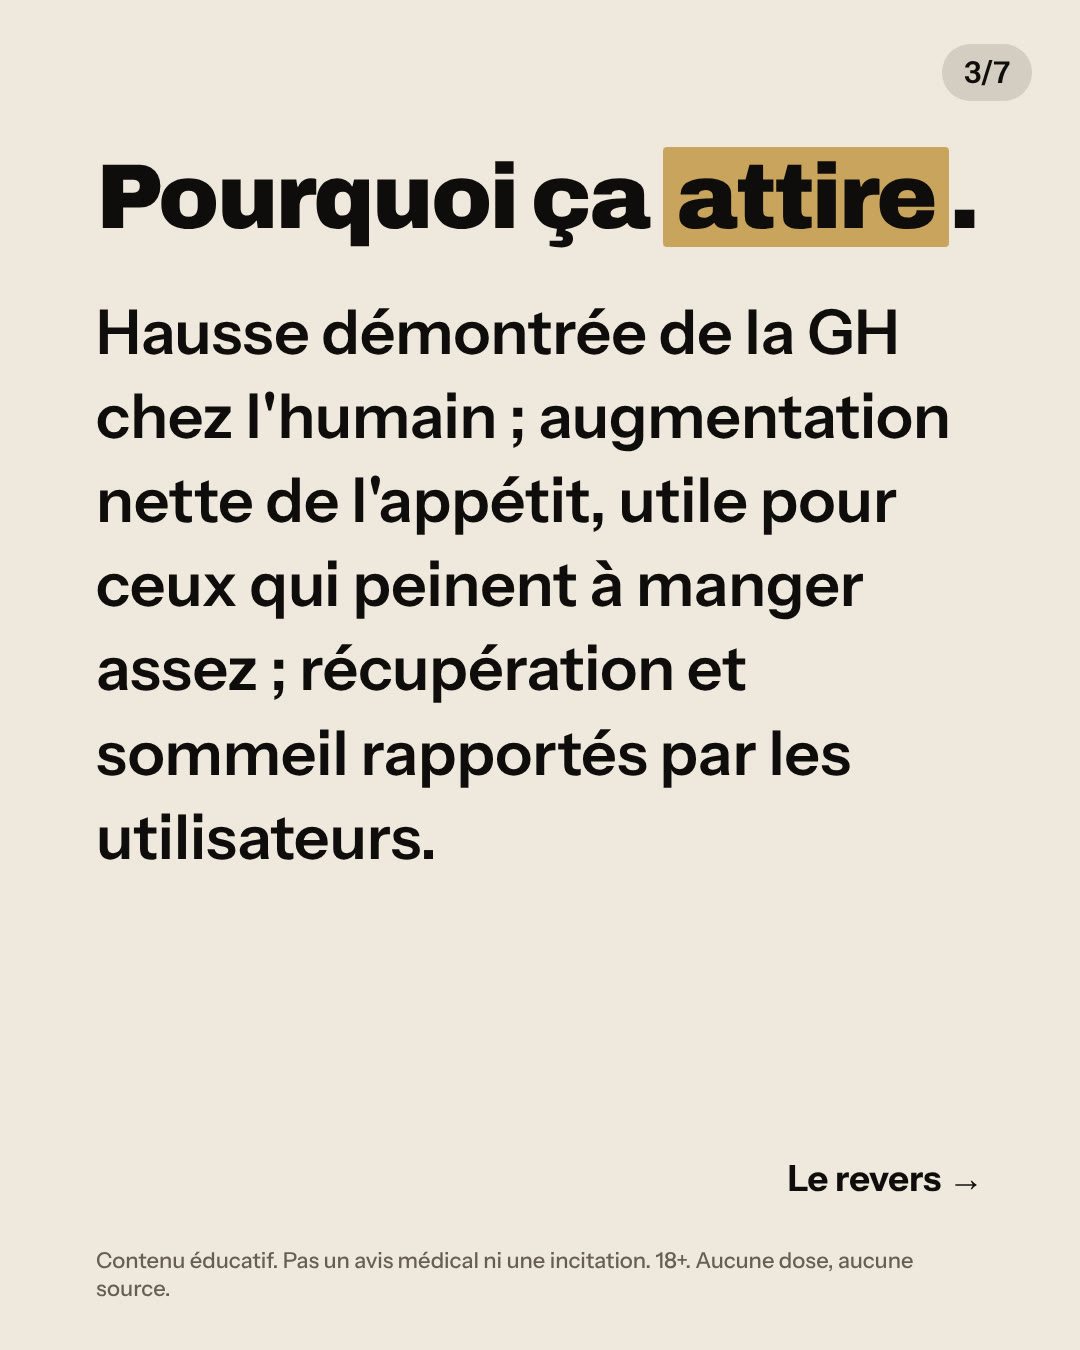 3/7
Pourquoi ça attire.
Hausse démontrée de la GH
chez l'humain ; augmentation
nette de l'appétit, utile pour
ceux qui peinent à manger
assez ; récupération et
sommeil rapportés par les
utilisateurs.
Le revers →
Contenu éducatif. Pas un avis médical ni une incitation. 18+. Aucune dose, aucune
source.